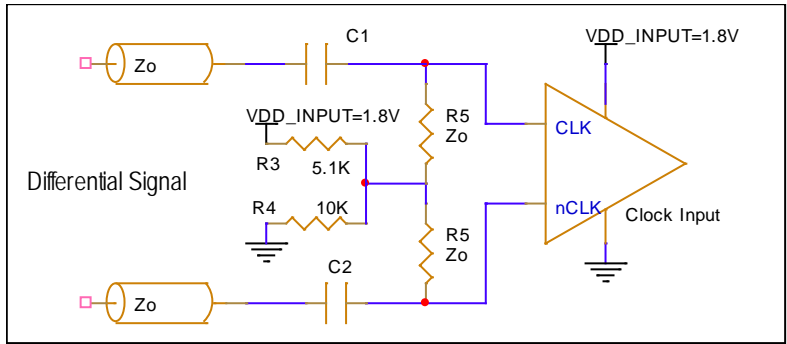 C1
VDD_INPUT=1.8V
Zo
VDD_INPUT=1.8V
R5
Zo
CLK
R3
5.1K
Differential Signal
R4
10K
nCLK
Clock Input
R5
Zo
C2
Zo